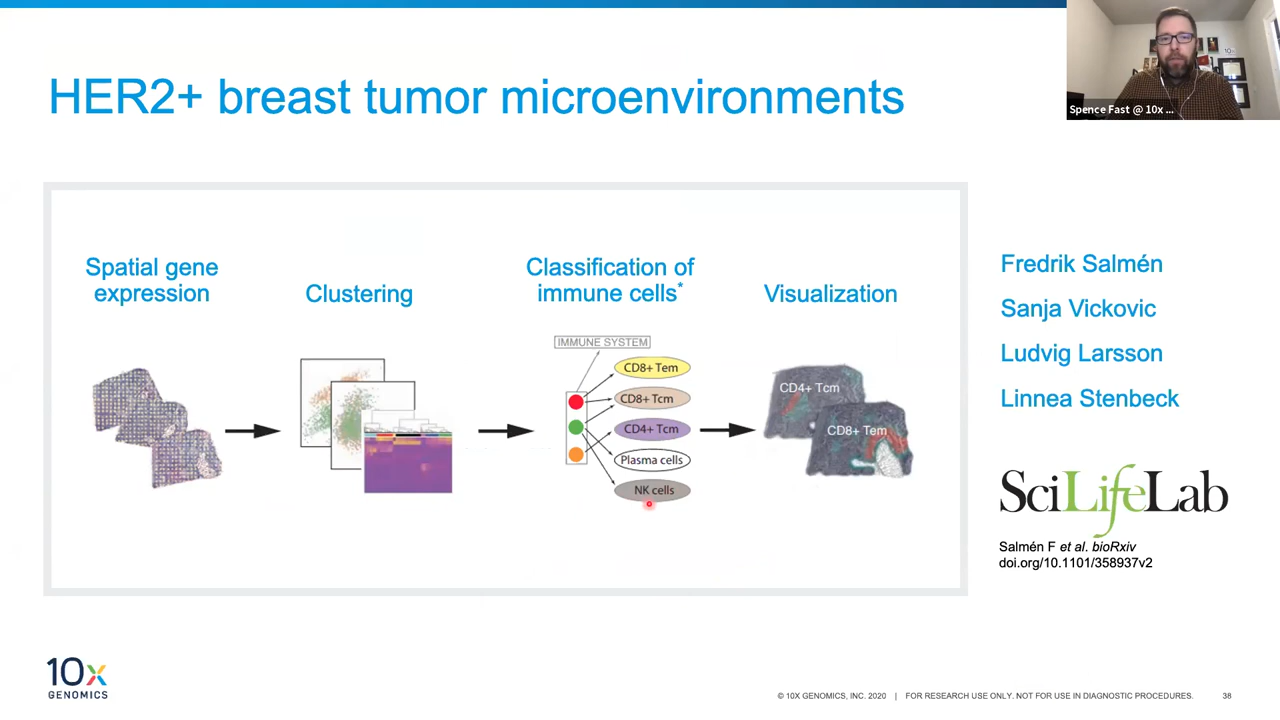 HER2+ breast tumor microenvironments
Spence Fast @ 10x ...
Spatial gene
expression
Clustering
Classification of
immune cells*
Visualization
IMMUNE SYSTEM
CD8+ Tem
CD8+ Tcm
CD4+ Tcm
Plasma cells
NK cells
CD4+ Tcm
CD8+ Tem
Fredrik Salmén
Sanja Vickovic
Ludvig Larsson
Linnea Stenbeck
SciLifeLab
Salmén F et al. bioRxiv
doi.org/10.1101/358937v2
10x
GENOMICS
© 10X GENOMICS, INC. 2020 | FOR RESEARCH USE ONLY. NOT FOR USE IN DIAGNOSTIC PROCEDURES. 38